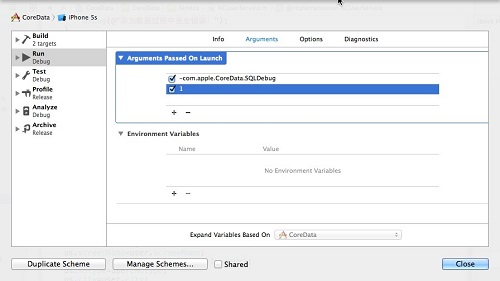 CoreData 〉 iPhone 5s
Build
2 targets
Run
Debug
Test
Debug
Profile
Release
Analyze
Debug
Archive
Release
Info Arguments Options Diagnostics
Arguments Passed On Launch
-com.apple.CoreData.SQLDebug
1
+ −
Environment Variables
Name Value
No Environment Variables
+ −
Expand Variables Based On CoreData
Duplicate Scheme Manage Schemes... Shared Close